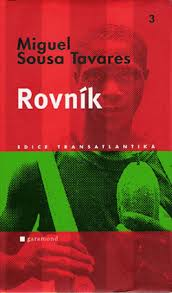 3
Miguel
Sousa Tavares
Rovník
EDICE TRANSATLANTIKA
garamond